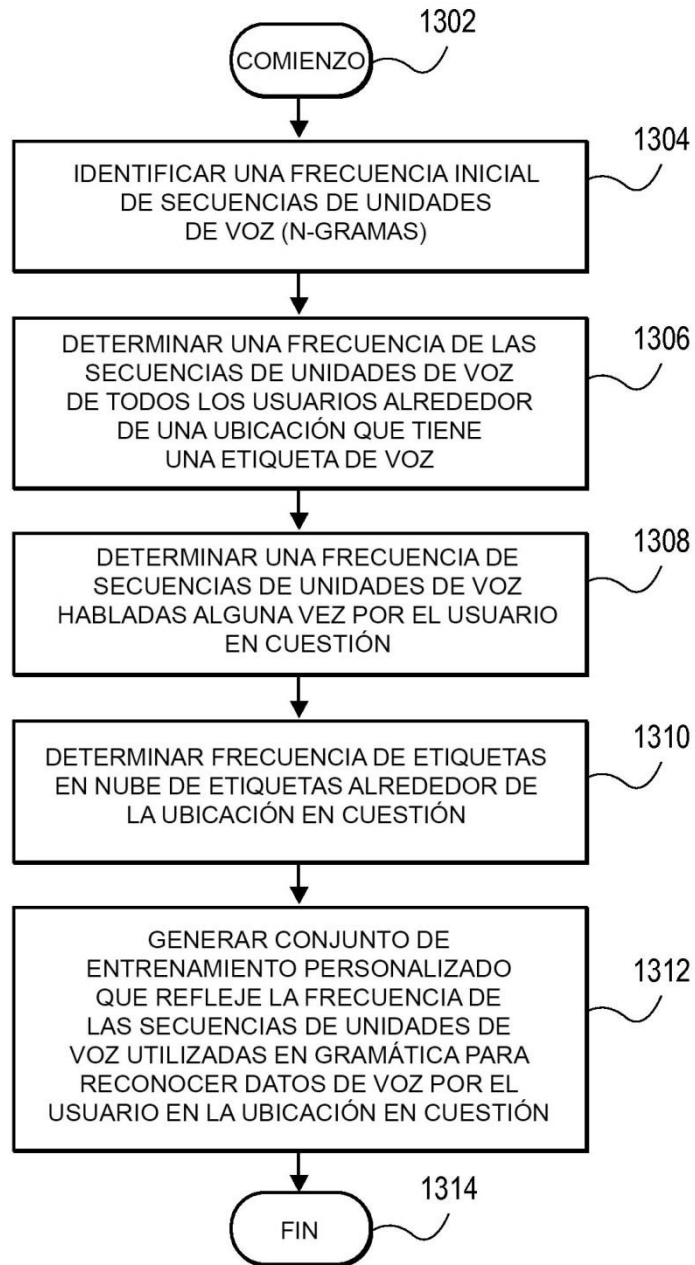 1302
COMIENZO
1304
IDENTIFICAR UNA FRECUENCIA INICIAL
DE SECUENCIAS DE UNIDADES
DE VOZ (N-GRAMAS)
1306
DETERMINAR UNA FRECUENCIA DE LAS
SECUENCIAS DE UNIDADES DE VOZ
DE TODOS LOS USUARIOS ALREDEDOR
DE UNA UBICACIÓN QUE TIENE
UNA ETIQUETA DE VOZ
1308
DETERMINAR UNA FRECUENCIA DE
SECUENCIAS DE UNIDADES DE VOZ
HABLADAS ALGUNA VEZ POR EL USUARIO
EN CUESTIÓN
1310
DETERMINAR FRECUENCIA DE ETIQUETAS
EN NUBE DE ETIQUETAS ALREDEDOR DE
LA UBICACIÓN EN CUESTIÓN
1312
GENERAR CONJUNTO DE
ENTRENAMIENTO PERSONALIZADO
QUE REFLEJE LA FRECUENCIA DE
LAS SECUENCIAS DE UNIDADES DE
VOZ UTILIZADAS EN GRAMÁTICA PARA
RECONOCER DATOS DE VOZ POR EL
USUARIO EN LA UBICACIÓN EN CUESTIÓN
1314
FIN